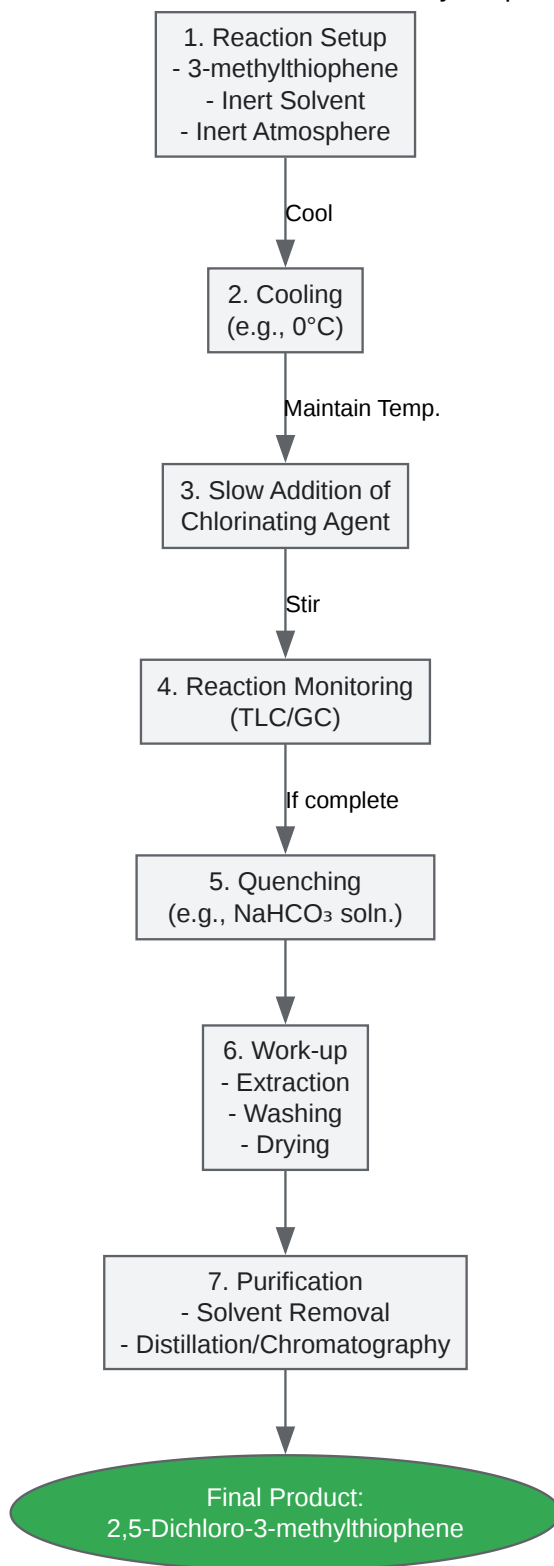 1. Reaction Setup
- 3-methylthiophene
- Inert Solvent
- Inert Atmosphere
Cool
2. Cooling
(e.g., 0°C)
Maintain Temp.
3. Slow Addition of
Chlorinating Agent
Stir
4. Reaction Monitoring
(TLC/GC)
If complete
5. Quenching
(e.g., NaHCO₃ soln.)
6. Work-up
- Extraction
- Washing
- Drying
7. Purification
- Solvent Removal
- Distillation/Chromatography
Final Product:
2,5-Dichloro-3-methylthiophene